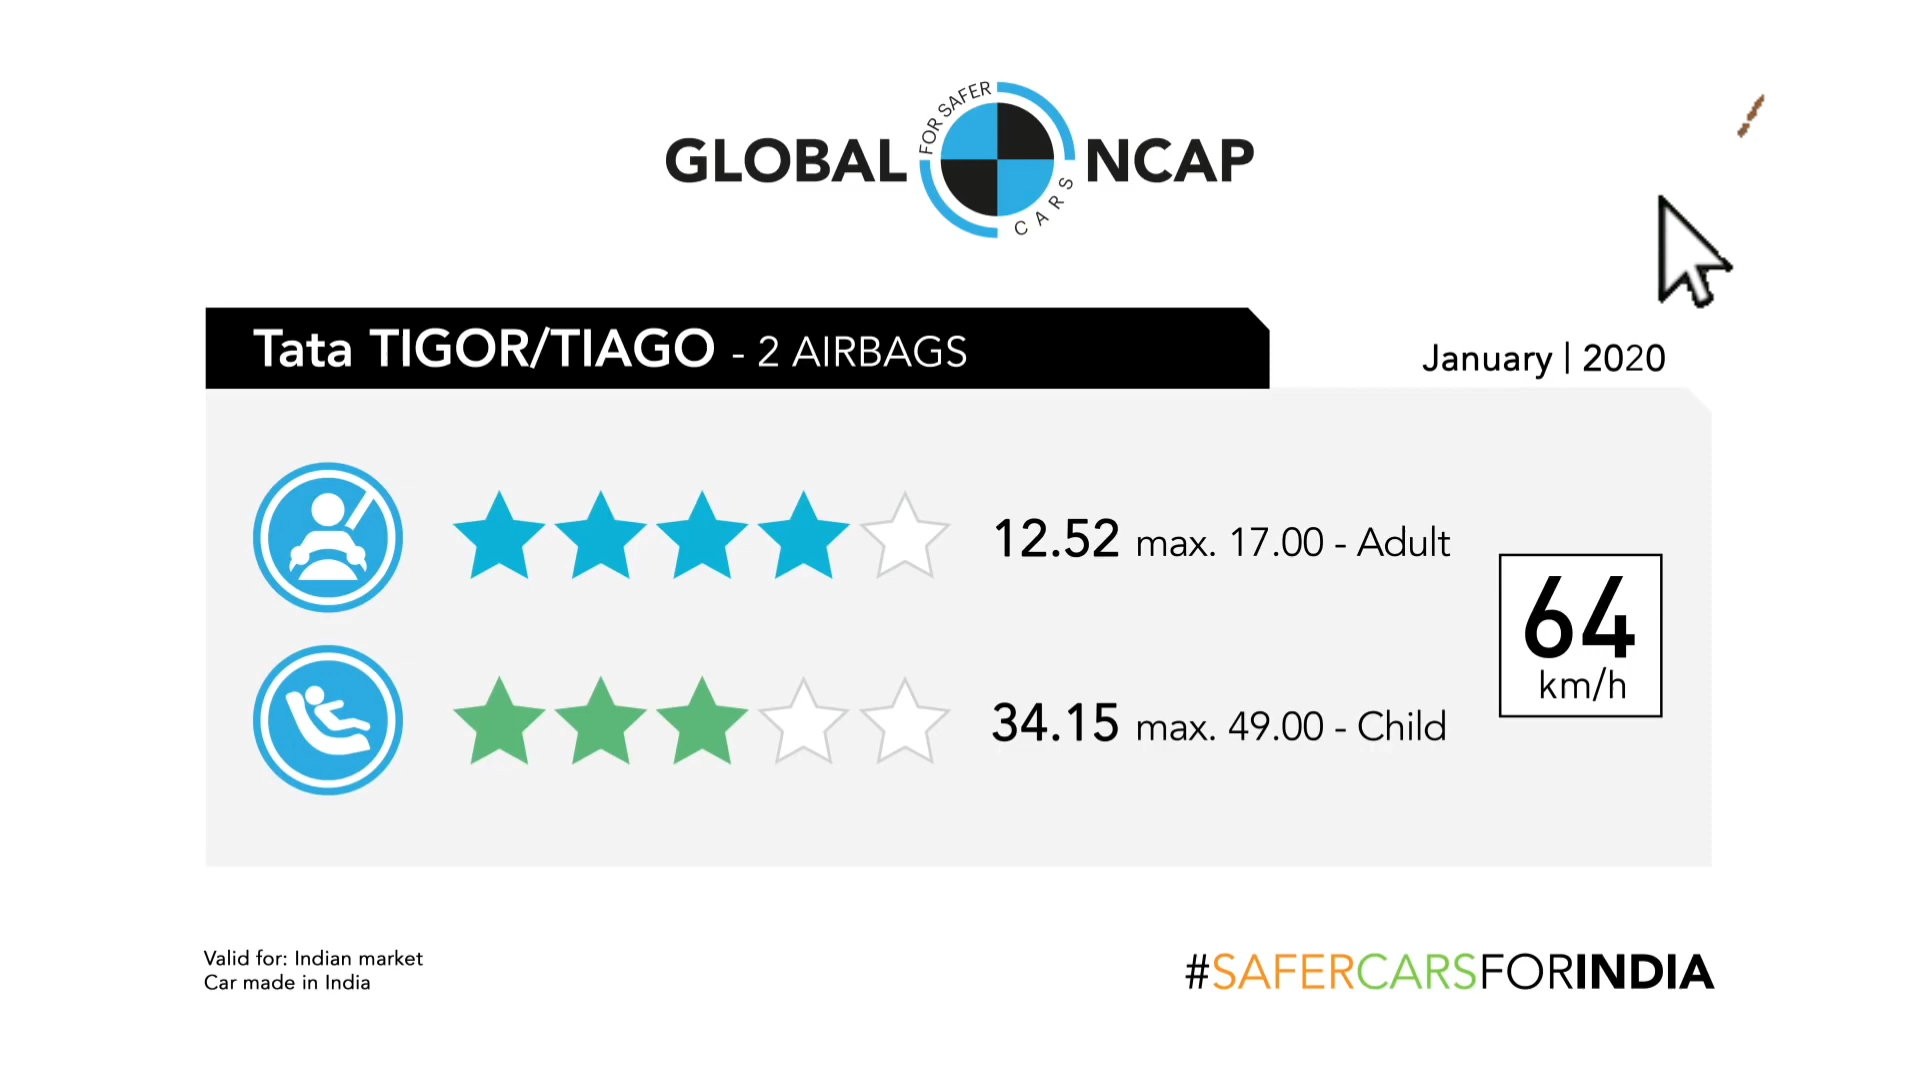 GLOBAL FOR SAFER CARS NCAP
Tata TIGOR/TIAGO - 2 AIRBAGS
January | 2020
12.52 max. 17.00 - Adult
64
km/h
34.15 max. 49.00 - Child
Valid for: Indian market
Car made in India
#SAFERCARSFORINDIA